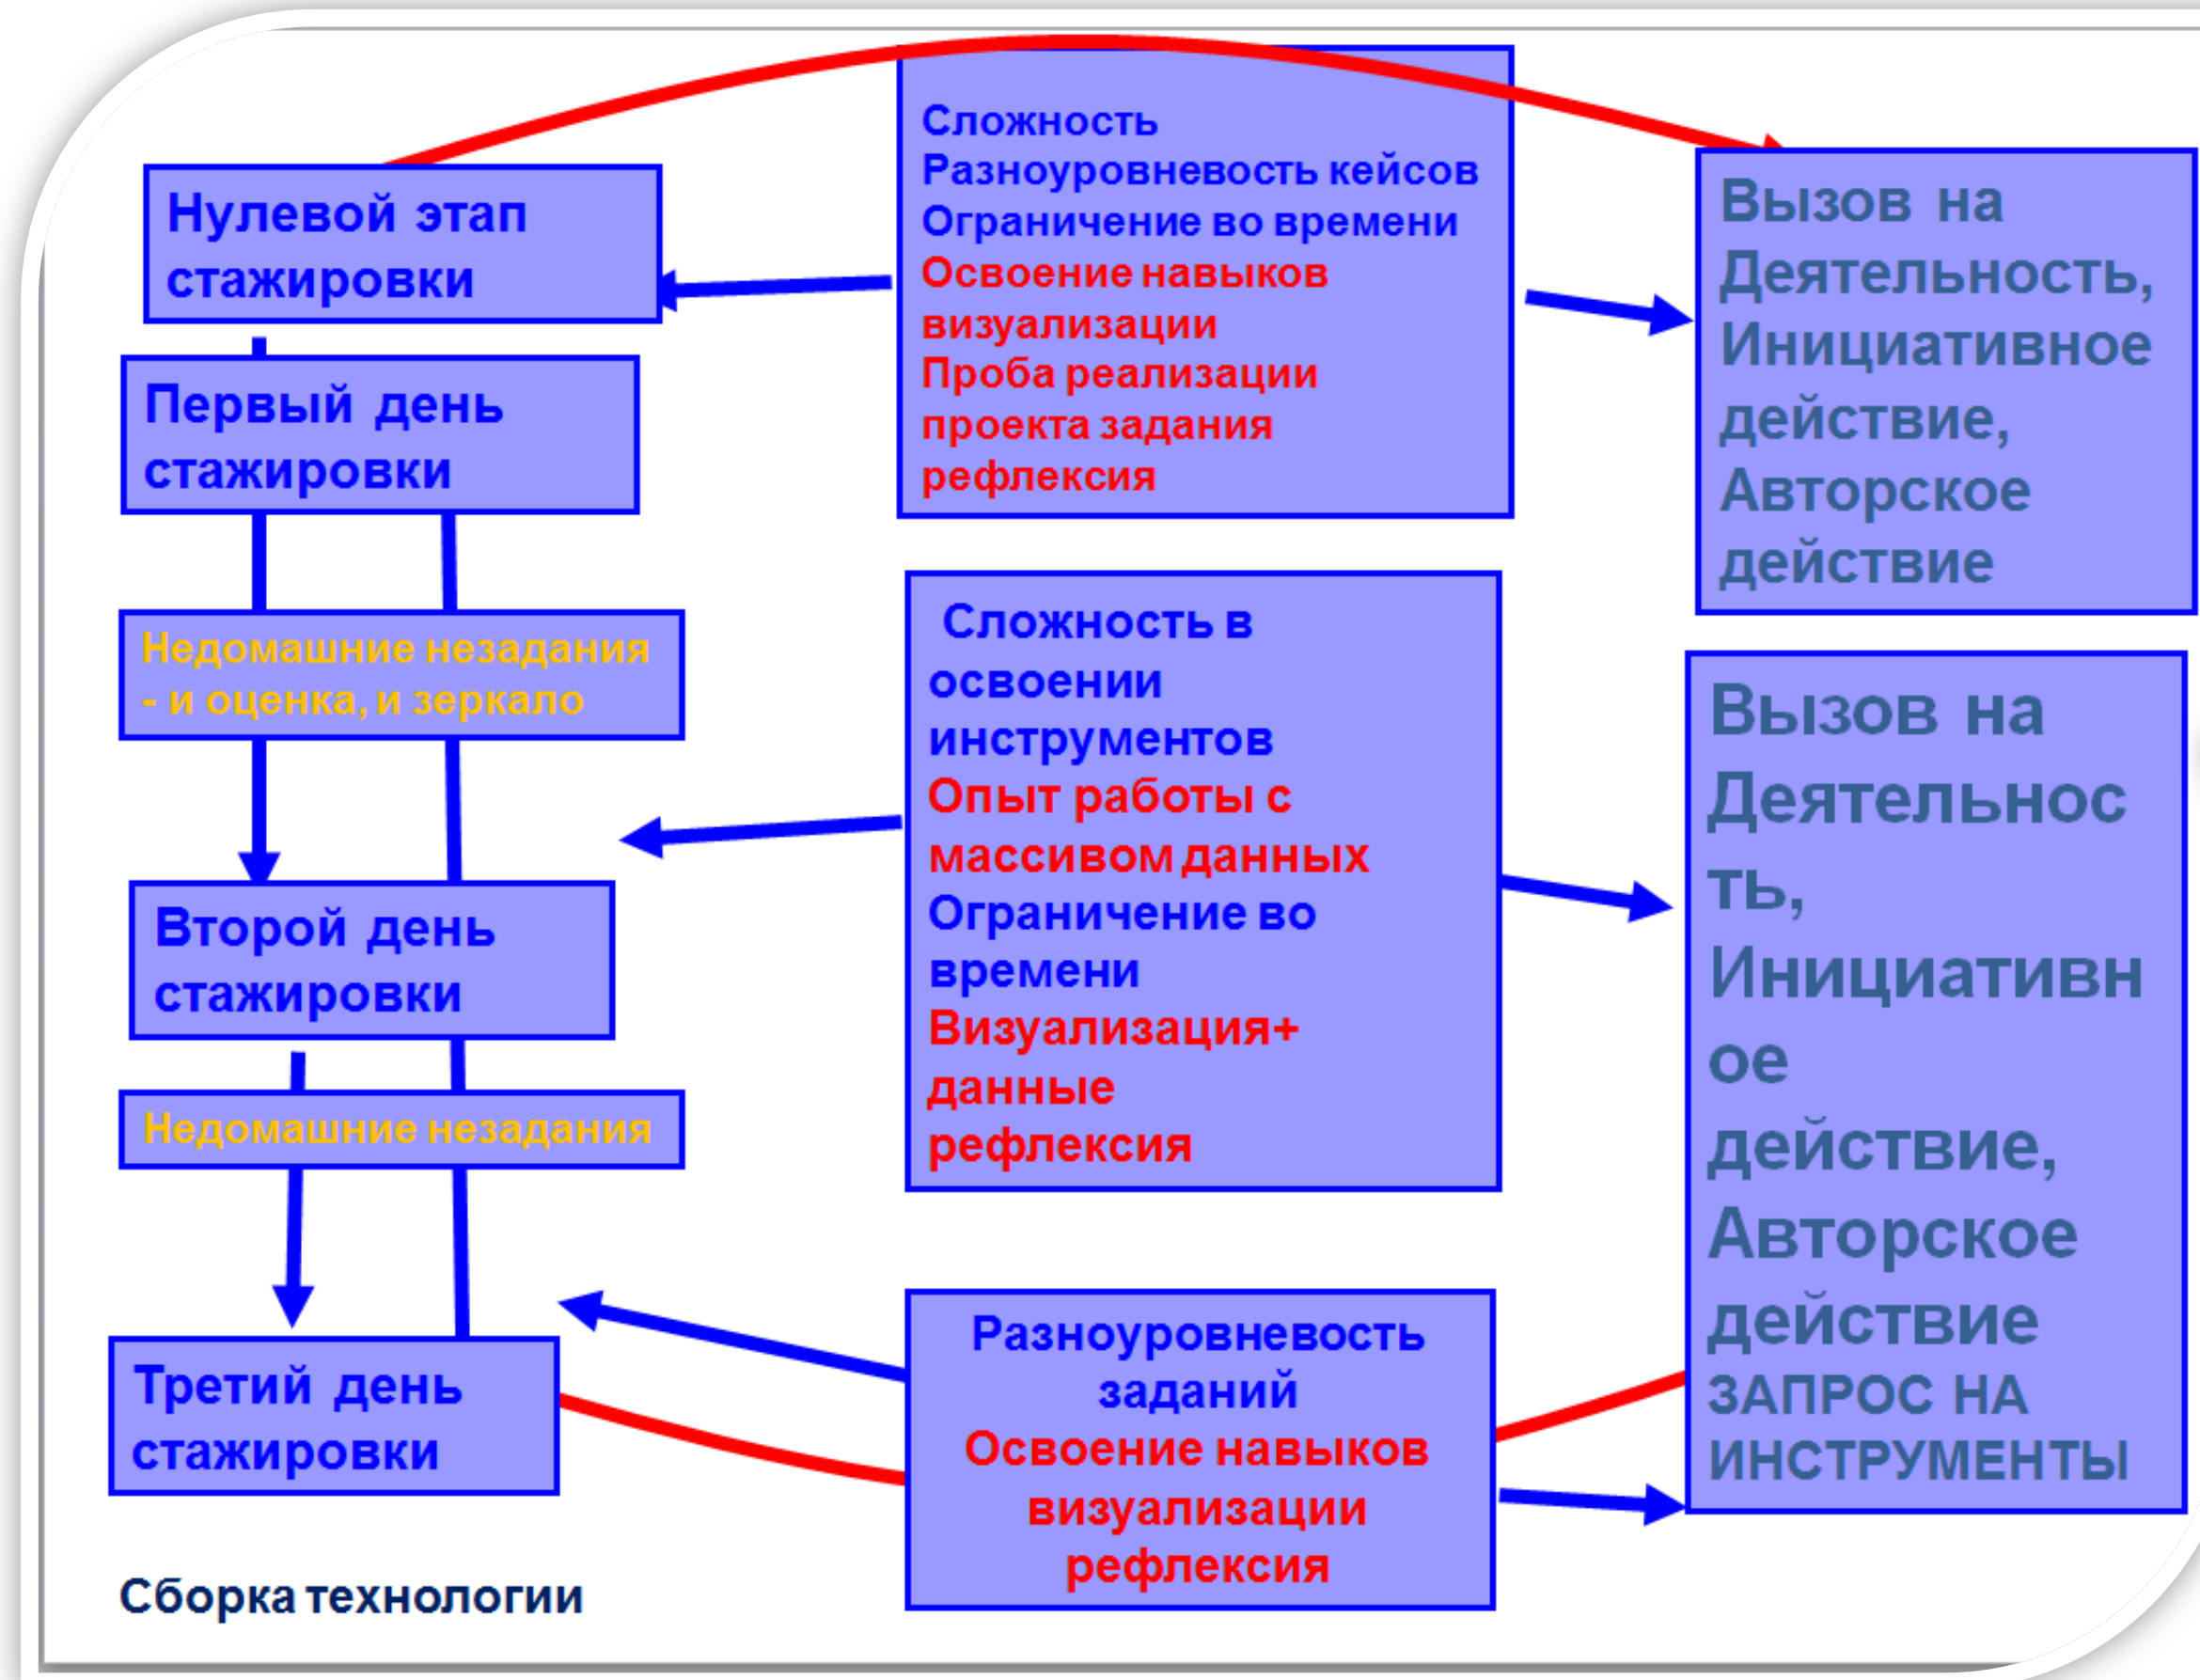 Нулевой этап
стажировки
Первый день
стажировки
Недомашние незадания
- и оценка, и зеркало
Второй день
стажировки
Недомашние незадания
Третий день
стажировки
Сборка технологии
Сложность
Разноуровневость кейсов
Ограничение во времени
Освоение навыков
визуализации
Проба реализации
проекта задания
рефлексия
Сложность в
освоении
инструментов
Опыт работы с
массивом данных
Ограничение во
времени
Визуализация+
данные
рефлексия
Разноуровневость
заданий
Освоение навыков
визуализации
рефлексия
Вызов на
Деятельность,
Инициативное
действие,
Авторское
действие
Вызов на
Деятельнос
ть,
Инициативн
ое
действие,
Авторское
действие
ЗАПРОС НА
ИНСТРУМЕНТЫ